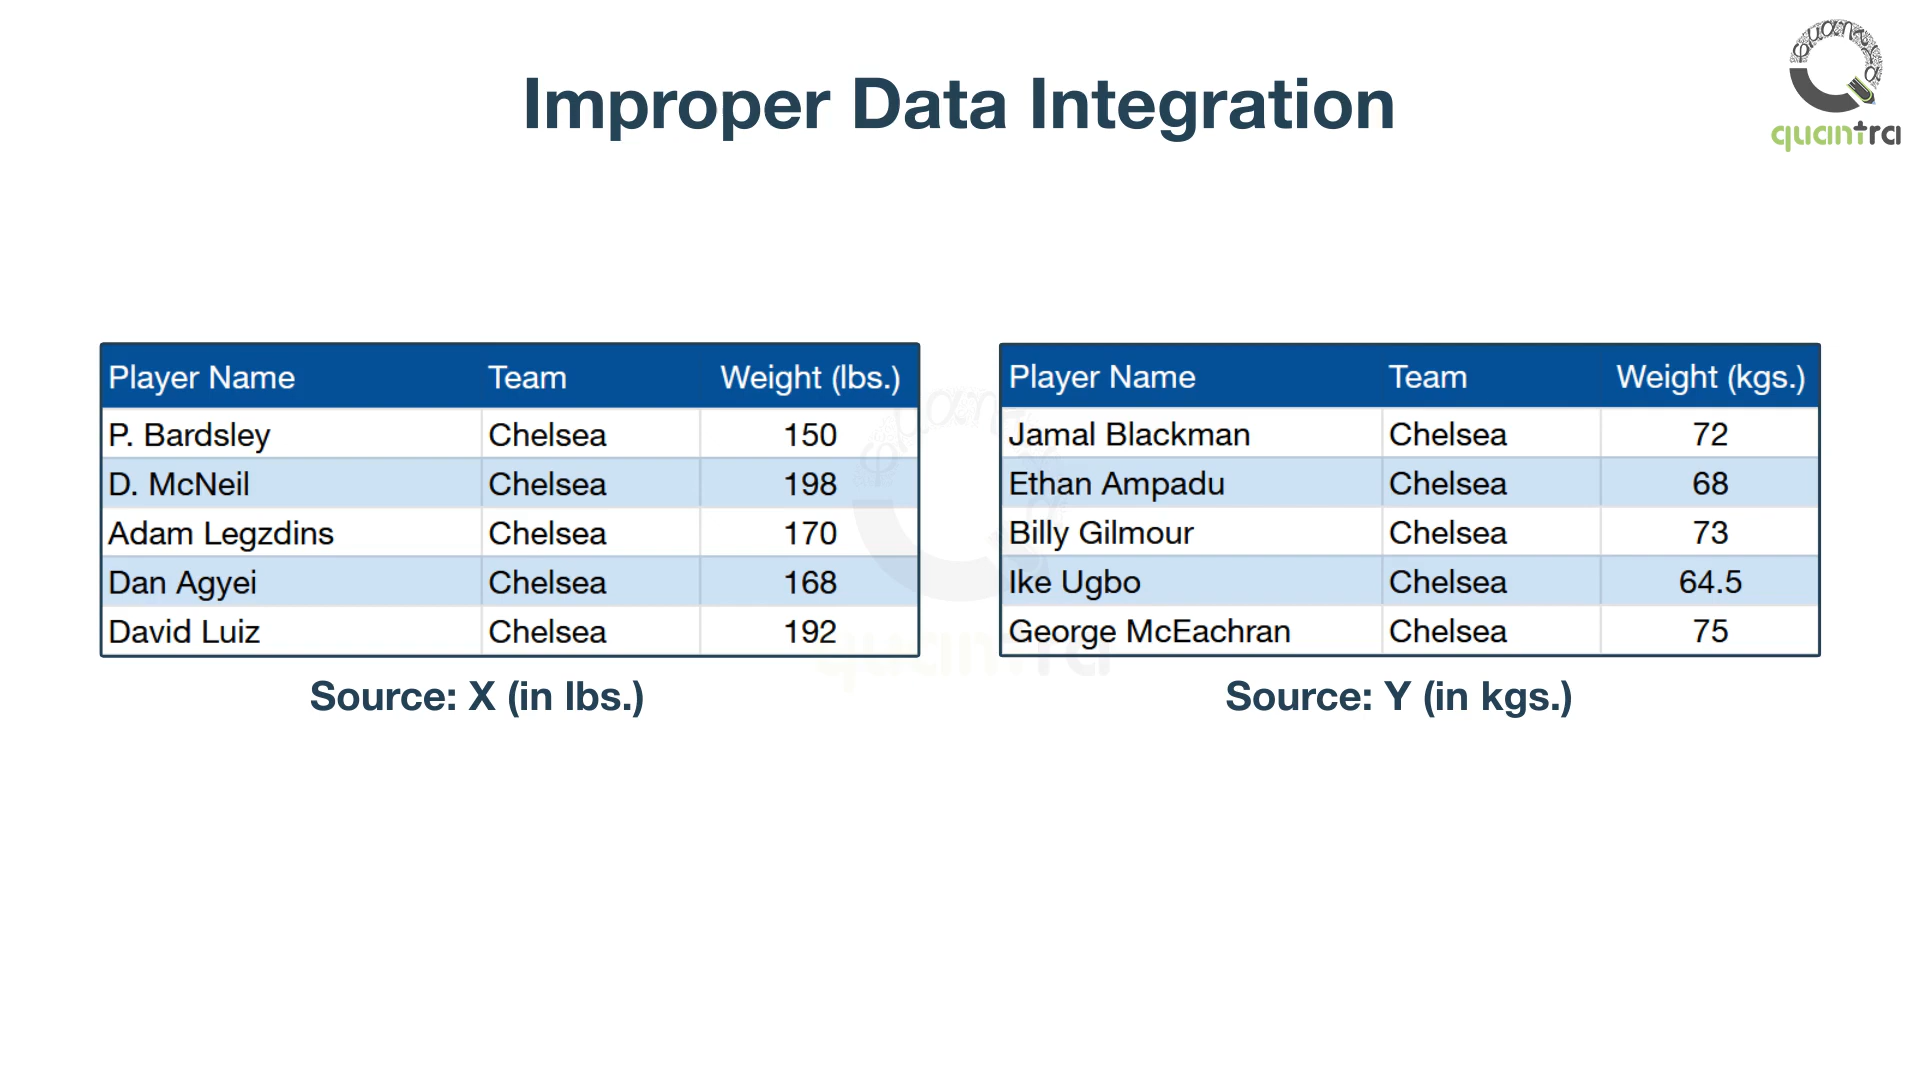 Improper Data Integration
quantra
Player Name Team Weight (lbs.)
P. Bardsley Chelsea 150
D. McNeil Chelsea 198
Adam Legzdins Chelsea 170
Dan Agyei Chelsea 168
David Luiz Chelsea 192
Source: X (in lbs.)
Player Name Team Weight (kgs.)
Jamal Blackman Chelsea 72
Ethan Ampadu Chelsea 68
Billy Gilmour Chelsea 73
Ike Ugbo Chelsea 64.5
George McEachran Chelsea 75
Source: Y (in kgs.)
quantra